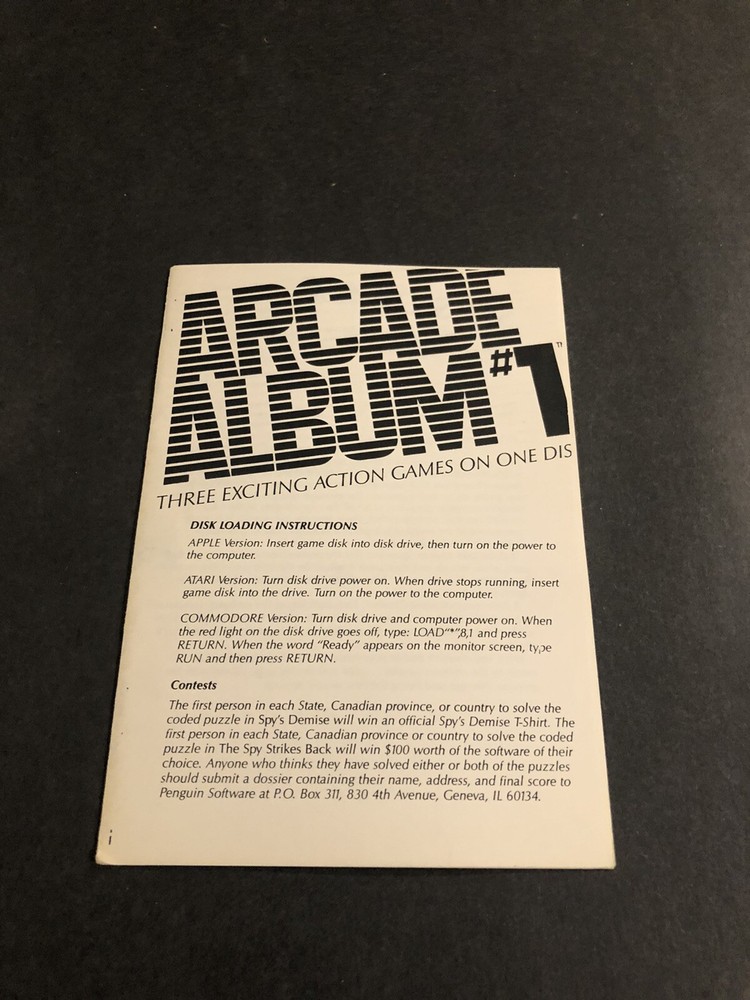 ARCADE
ALBUM #1™
THREE EXCITING ACTION GAMES ON ONE DIS
DISK LOADING INSTRUCTIONS
APPLE Version: Insert game disk into disk drive, then turn on the power to
the computer.
ATARI Version: Turn disk drive power on. When drive stops running, insert
game disk into the drive. Turn on the power to the computer.
COMMODORE Version: Turn disk drive and computer power on. When
the red light on the disk drive goes off, type: LOAD"*",8,1 and press
RETURN. When the word "Ready" appears on the monitor screen, type
RUN and then press RETURN.
Contests
The first person in each State, Canadian province, or country to solve the
coded puzzle in Spy's Demise will win an official Spy's Demise T-Shirt. The
first person in each State, Canadian province or country to solve the coded
puzzle in The Spy Strikes Back will win $100 worth of the software of their
choice. Anyone who thinks they have solved either or both of the puzzles
should submit a dossier containing their name, address, and final score to
Penguin Software at P.O. Box 311, 830 4th Avenue, Geneva, IL 60134.
i